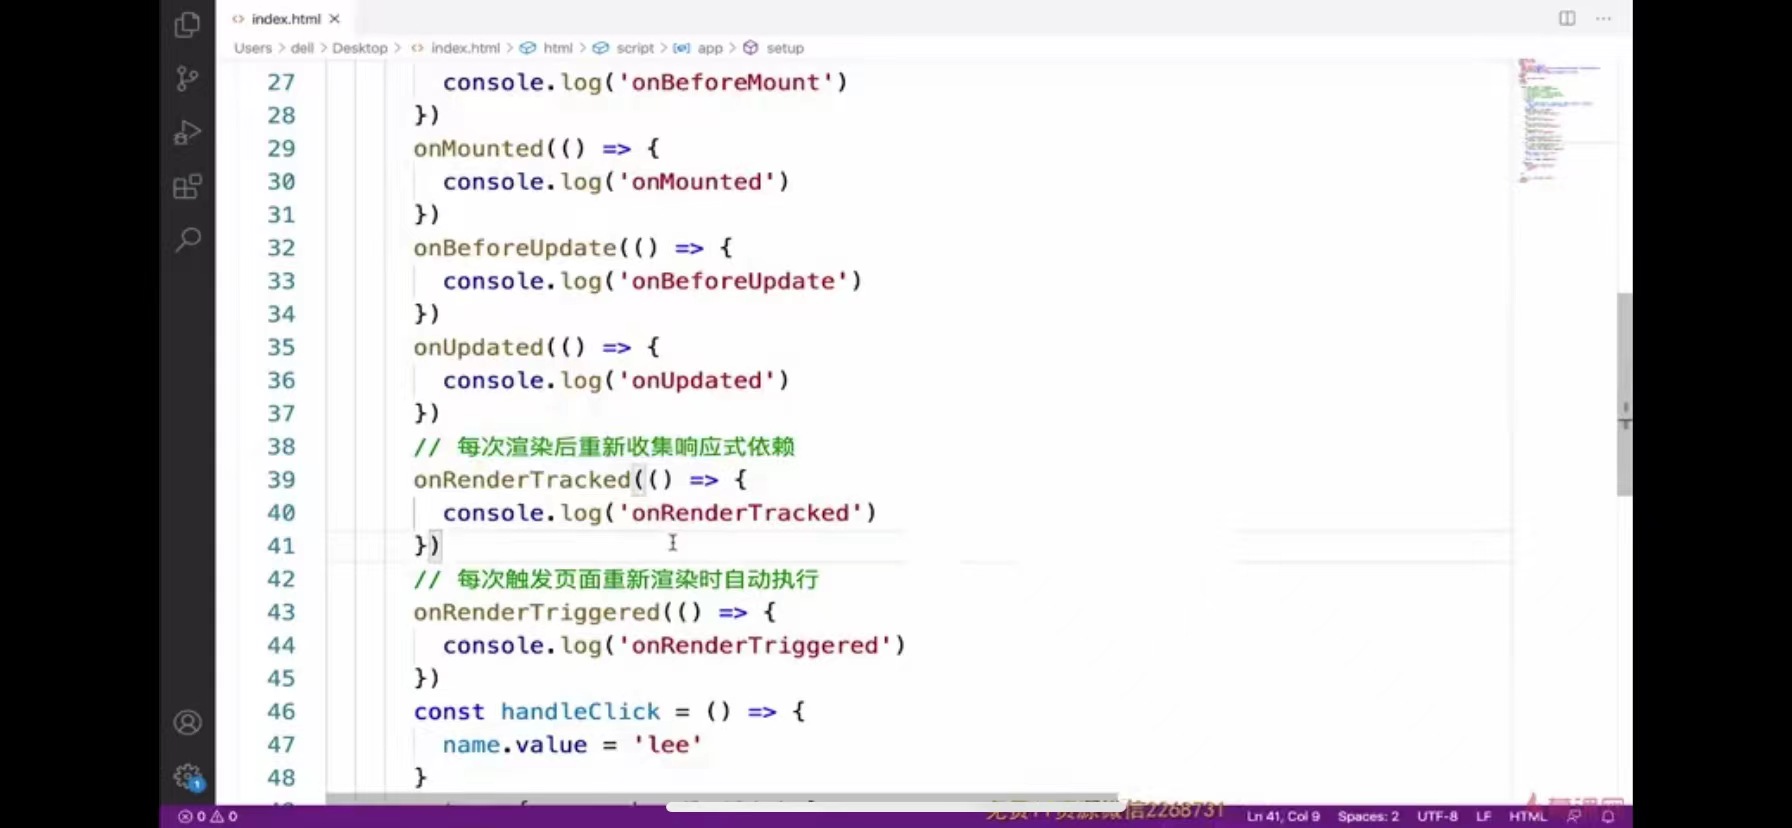 index.html
Users > dell > Desktop > index.html > html > script > app > setup
27 console.log('onBeforeMount')
28 })
29 onMounted(() => {
30 console.log('onMounted')
31 })
32 onBeforeUpdate(() => {
33 console.log('onBeforeUpdate')
34 })
35 onUpdated(() => {
36 console.log('onUpdated')
37 })
38 // 每次渲染后重新收集响应式依赖
39 onRenderTracked(() => {
40 console.log('onRenderTracked')
41 })
42 // 每次触发页面重新渲染时自动执行
43 onRenderTriggered(() => {
44 console.log('onRenderTriggered')
45 })
46 const handleClick = () => {
47 name.value = 'lee'
48 }
1
0 0 信2268731 Ln 41, Col 9 Spaces: 2 UTF-8 LF HTML